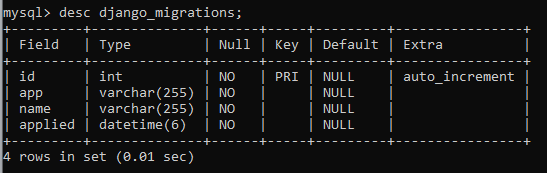 mysql> desc django_migrations;
+---------+--------------+------+-----+---------+----------------+
| Field   | Type         | Null | Key | Default | Extra          |
+---------+--------------+------+-----+---------+----------------+
| id      | int          | NO   | PRI | NULL    | auto_increment |
| app     | varchar(255) | NO   |     | NULL    |                |
| name    | varchar(255) | NO   |     | NULL    |                |
| applied | datetime(6)  | NO   |     | NULL    |                |
+---------+--------------+------+-----+---------+----------------+
4 rows in set (0.01 sec)